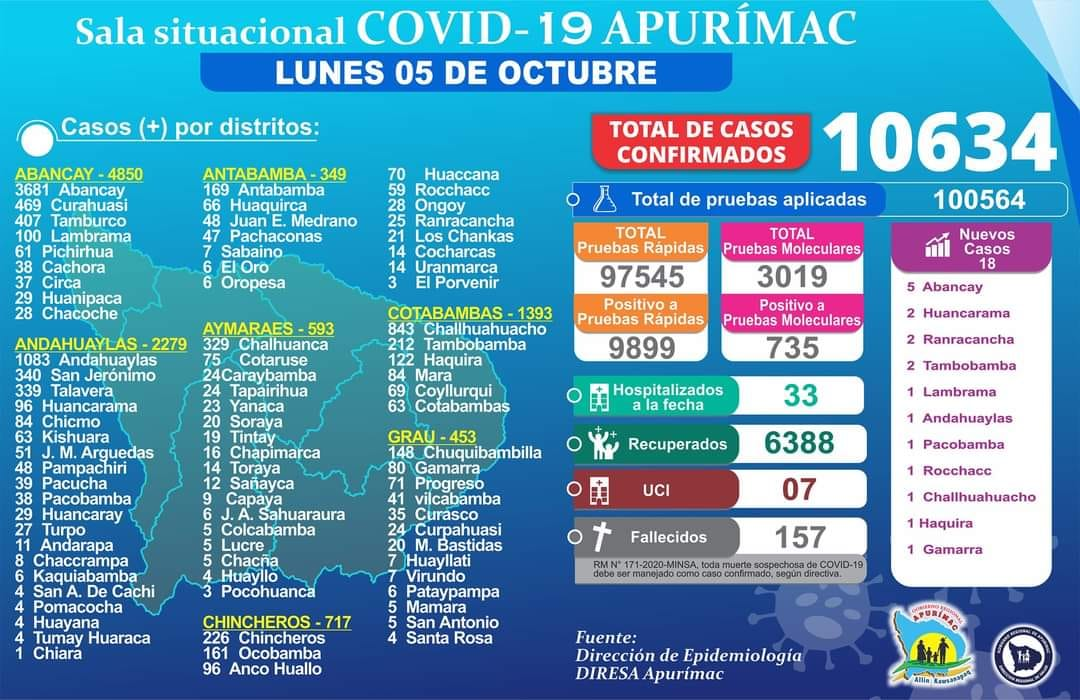 Sala situacional COVID-19 APURÍMAC
LUNES 05 DE OCTUBRE
Casos (+) por distritos:
ABANCAY - 4850
3681 Abancay
469 Curahuasi
407 Tamburco
100 Lambrama
61 Pichirhua
38 Cachora
37 Circa
29 Huanipaca
28 Chacoche
ANDAHUAYLAS - 2279
1083 Andahuaylas
340 San Jerónimo
339 Talavera
96 Huancarama
84 Chicmo
63 Kishuara
51 J. M. Arguedas
48 Pampachiri
39 Pacucha
38 Pacobamba
29 Huancaray
27 Turpo
11 Andarapa
8 Chaccrampa
6 Kaquiabamba
4 San A. De Cachi
4 Pomacocha
4 Huayana
4 Tumay Huaraca
1 Chiara
ANTABAMBA - 349
169 Antabamba
66 Huaquirca
48 Juan E. Medrano
47 Pachaconas
7 Sabaino
6 El Oro
6 Oropesa
AYMARAES - 593
329 Chalhuanca
75 Cotaruse
24Caraybamba
24 Tapairihua
23 Yanaca
20 Soraya
19 Tintay
16 Chapimarca
14 Toraya
12 Sañayca
9 Capaya
6 J. A. Sahuaraura
5 Colcabamba
5 Lucre
5 Chacña
4 Huayllo
3 Pocohuanca
CHINCHEROS - 717
226 Chincheros
161 Ocobamba
96 Anco Huallo
70 Huaccana
59 Rocchacc
28 Ongoy
25 Ranracancha
21 Los Chankas
14 Cocharcas
14 Uranmarca
3 El Porvenir
COTABAMBAS - 1393
843 Challhuahuacho
212 Tambobamba
122 Haquira
84 Mara
69 Coyllurqui
63 Cotabambas
GRAU - 453
148 Chuquibambilla
80 Gamarra
71 Progreso
41 vilcabamba
35 Curasco
24 Curpahuasi
20 M. Bastidas
7 Huayllati
7 Virundo
6 Pataypampa
5 Mamara
5 San Antonio
4 Santa Rosa
TOTAL DE CASOS
CONFIRMADOS
10634
Total de pruebas aplicadas
100564
TOTAL
Pruebas Rápidas
97545
Positivo a
Pruebas Rápidas
9899
TOTAL
Pruebas Moleculares
3019
Positivo a
Pruebas Moleculares
735
Hospitalizados
a la fecha
33
Recuperados
6388
UCI
07
Fallecidos
157
RM N° 171-2020-MINSA, toda muerte sospechosa de COVID-19
debe ser manejado como caso confirmado, según directiva.
Nuevos
Casos
18
5 Abancay
2 Huancarama
2 Ranracancha
2 Tambobamba
1 Lambrama
1 Andahuaylas
1 Pacobamba
1 Rocchacc
1 Challhuahuacho
1 Haquira
1 Gamarra
Fuente:
Dirección de Epidemiología
DIRESA Apurímac
GOBIERNO REGIONAL
APURÍMAC
Allin Kawsanapaq